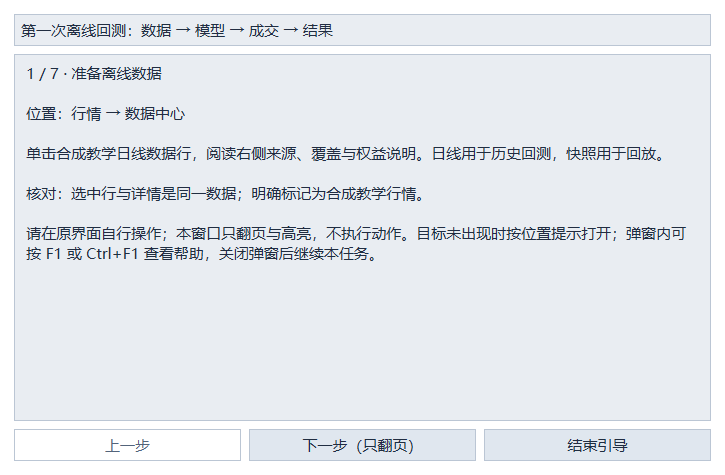 第一次离线回测：数据 → 模型 → 成交 → 结果
1 / 7 · 准备离线数据
位置：行情 → 数据中心
单击合成教学日线数据行，阅读右侧来源、覆盖与权益说明。日线用于历史回测，快照用于回放。
核对：选中行与详情是同一数据；明确标记为合成教学行情。
请在原界面自行操作；本窗口只翻页与高亮，不执行动作。目标未出现时按位置提示打开；弹窗内可
按 F1 或 Ctrl+F1 查看帮助，关闭弹窗后继续本任务。
上一步
下一步（只翻页）
结束引导